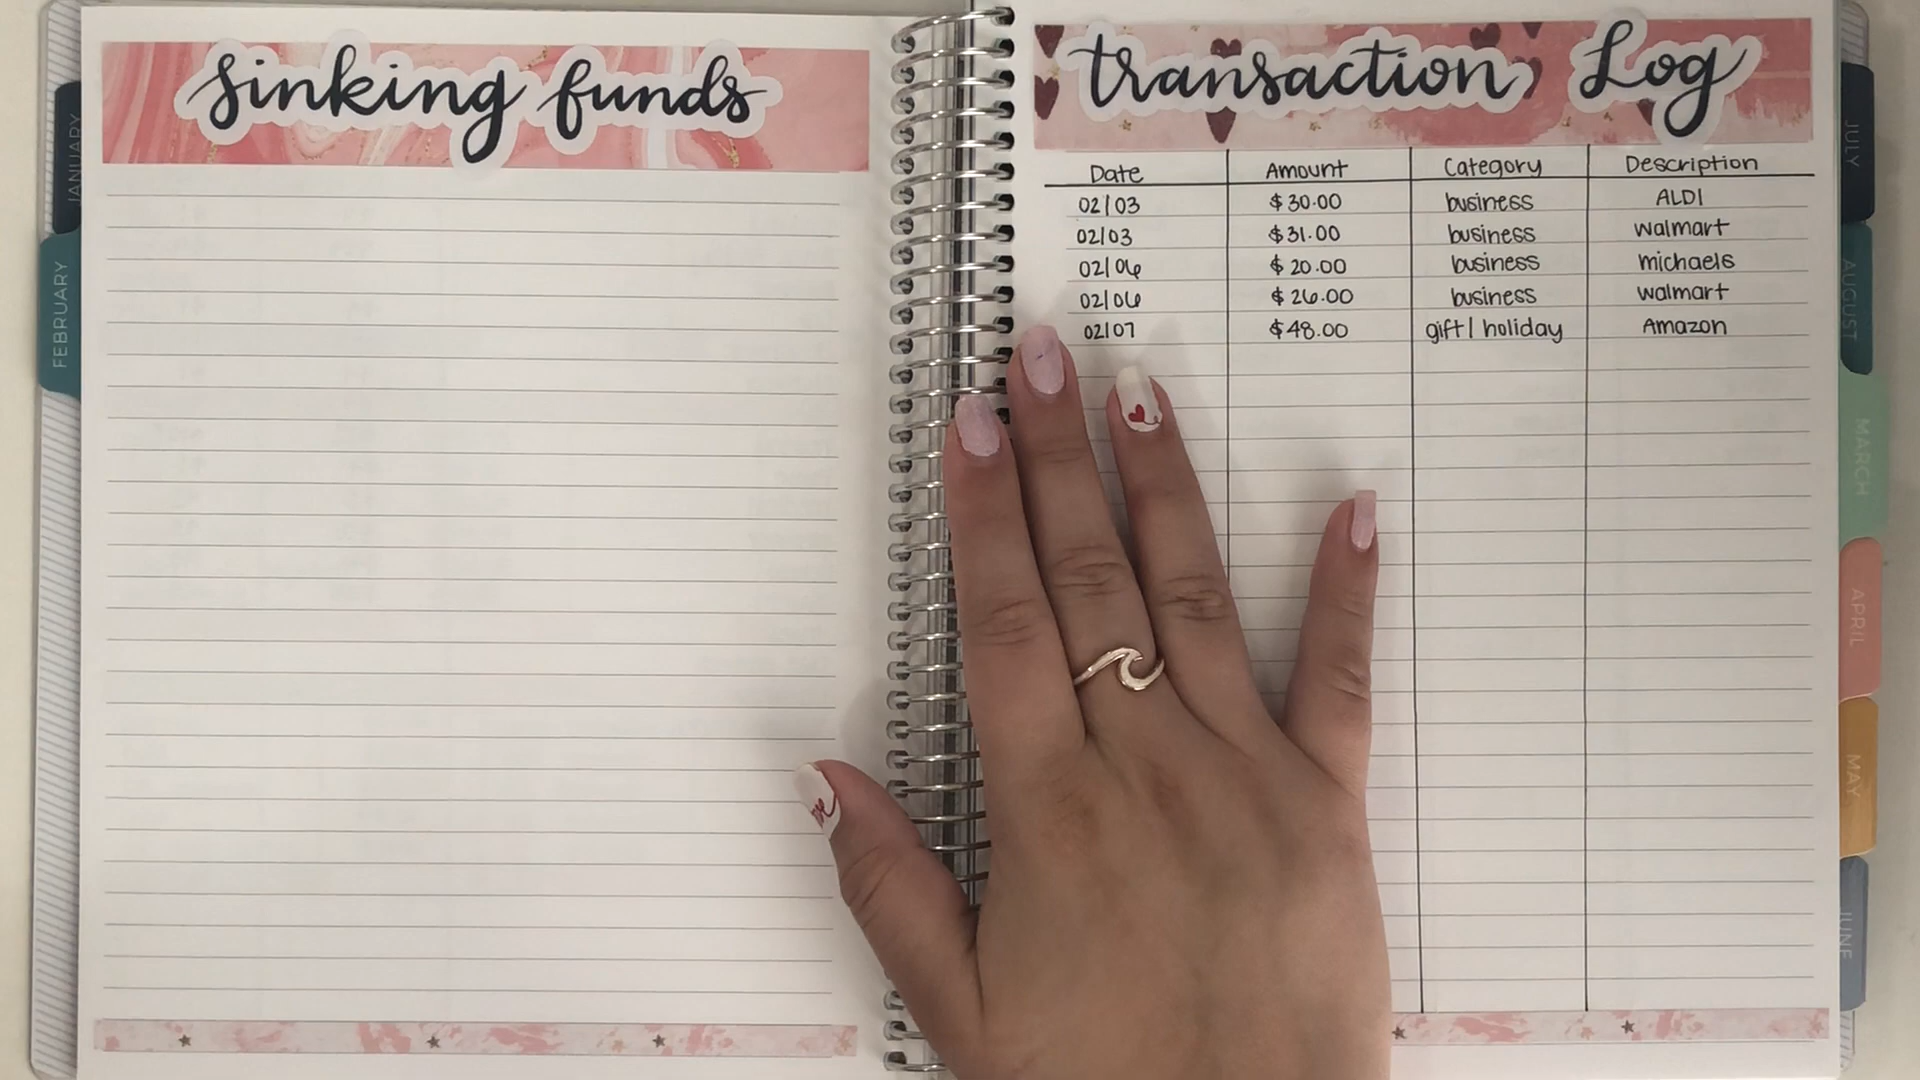 sinking funds
transaction Log
Date Amount Category Description
02/03 $30.00 business ALDI
02/03 $31.00 business walmart
02/06 $20.00 business michaels
02/06 $26.00 business walmart
02/07 $48.00 gift/ holiday Amazon
JANUARY
FEBRUARY
JULY
AUGUST
MARCH
APRIL
MAY
JUNE